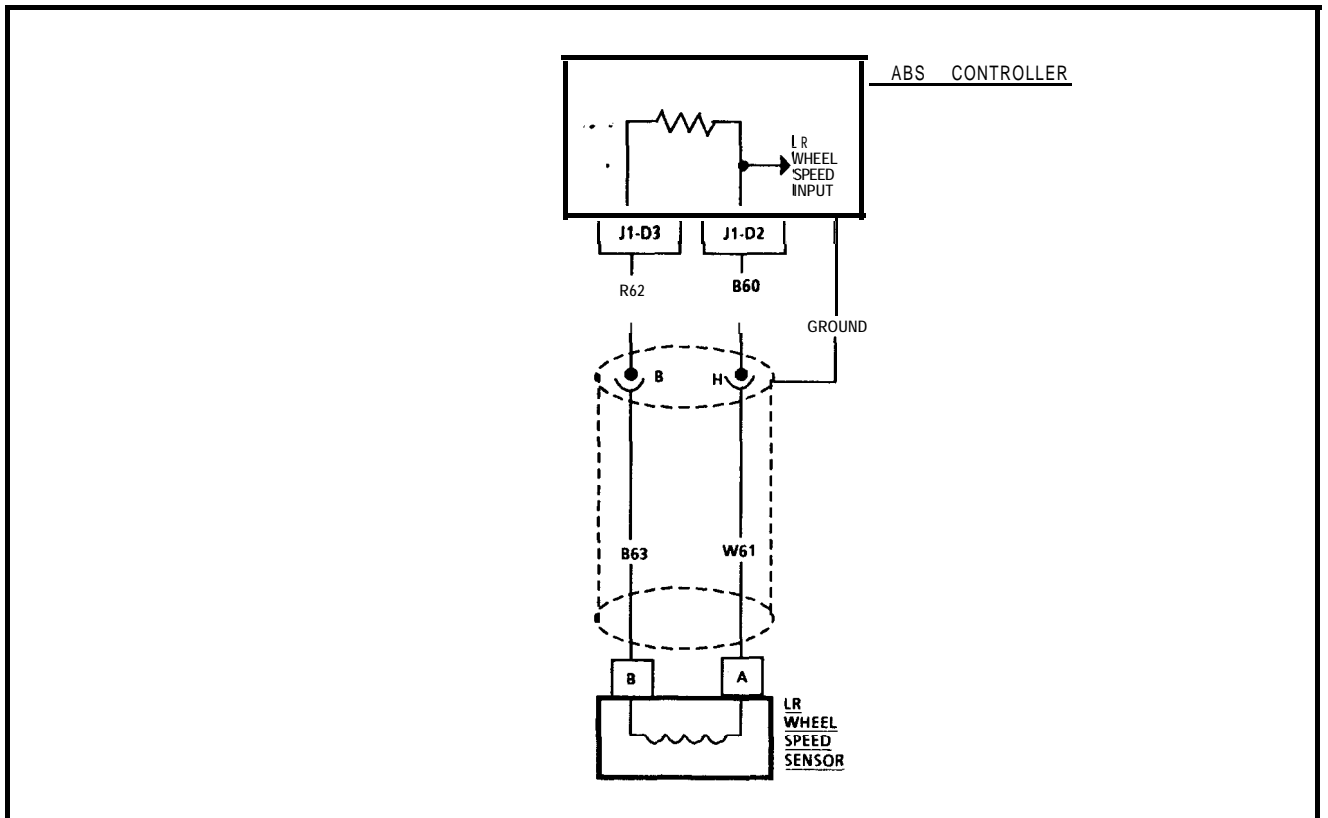 ABS CONTROLLER
LR
WHEEL
SPEED
INPUT
J1-D3 J1-D2
R62 B60
GROUND
B H
B63 W61
B A
LR
WHEEL
SPEED
SENSOR